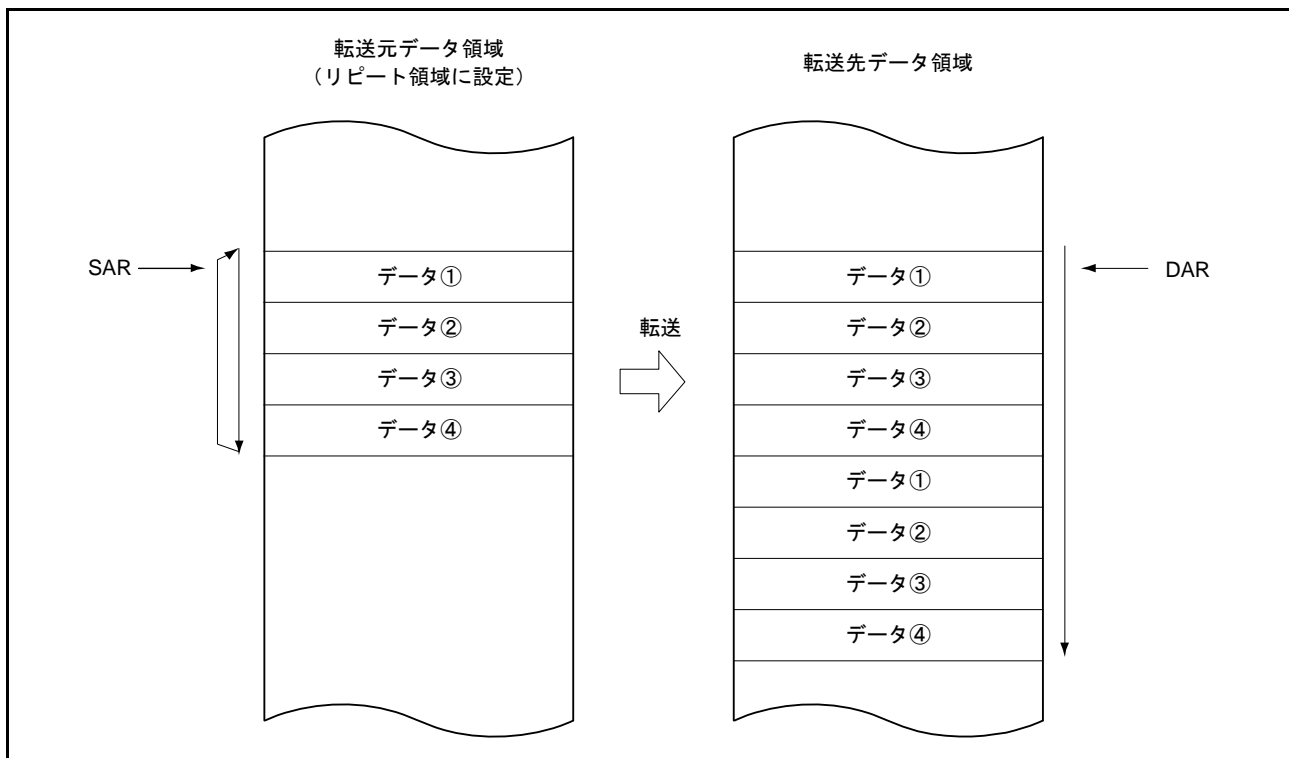 転送元データ領域
(リピート領域に設定)
転送先データ領域
SAR
データ①
データ②
データ③
データ④
転送
データ①
データ②
データ③
データ④
データ①
データ②
データ③
データ④
DAR